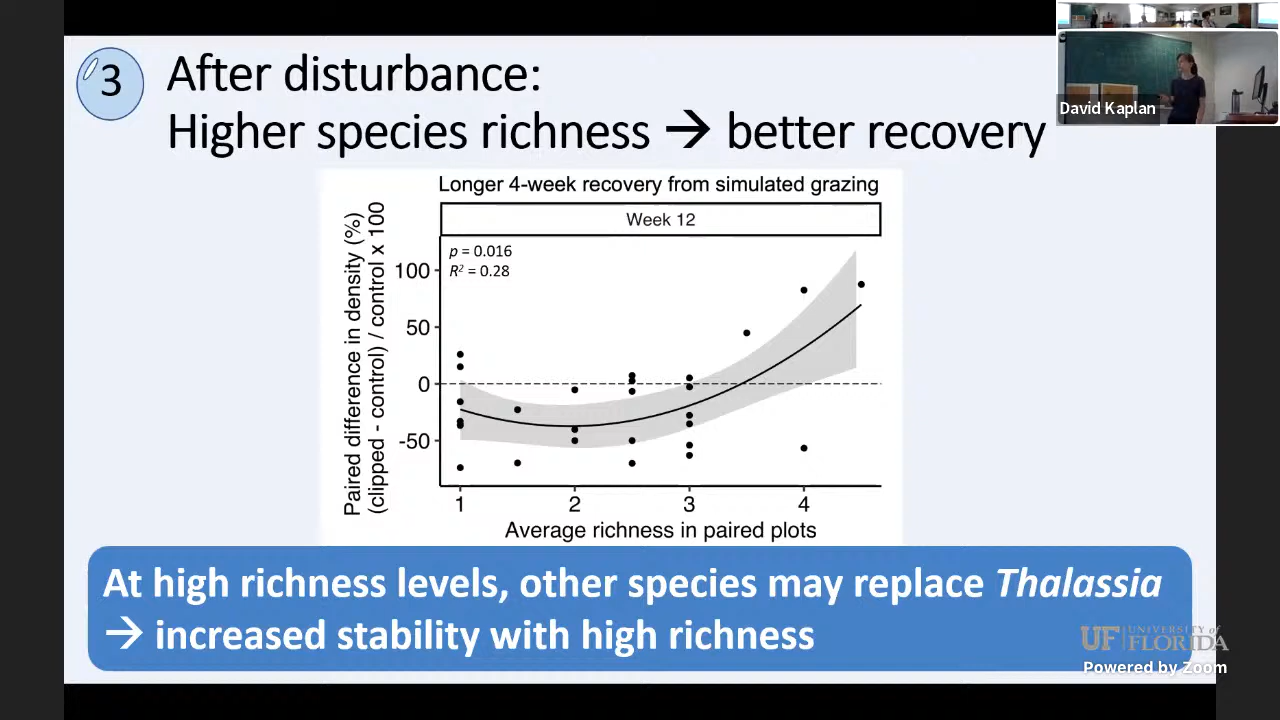 3
After disturbance:
Higher species richness → better recovery
David Kaplan
Longer 4-week recovery from simulated grazing
Week 12
p = 0.016
R² = 0.28
Paired difference in density (%)
(clipped - control) / control x 100
100
50
0
-50
1 2 3 4
Average richness in paired plots
At high richness levels, other species may replace Thalassia
→ increased stability with high richness
UF UNIVERSITY of
FLORIDA
Powered by Zoom